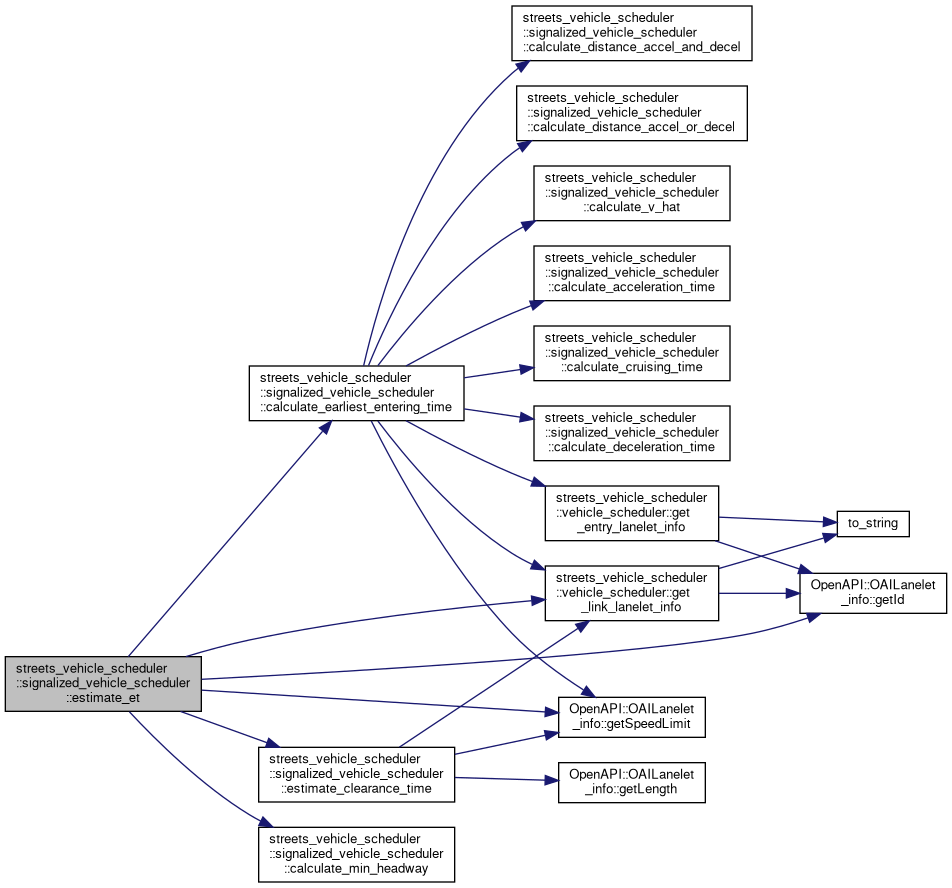 streets_vehicle_scheduler
::signalized_vehicle_scheduler
::calculate_distance_accel_and_decel
streets_vehicle_scheduler
::signalized_vehicle_scheduler
::calculate_distance_accel_or_decel
streets_vehicle_scheduler
::signalized_vehicle_scheduler
::calculate_v_hat
streets_vehicle_scheduler
::signalized_vehicle_scheduler
::calculate_acceleration_time
streets_vehicle_scheduler
::signalized_vehicle_scheduler
::calculate_cruising_time
streets_vehicle_scheduler
::signalized_vehicle_scheduler
::calculate_earliest_entering_time
streets_vehicle_scheduler
::signalized_vehicle_scheduler
::calculate_deceleration_time
streets_vehicle_scheduler
::vehicle_scheduler::get
_entry_lanelet_info
to_string
streets_vehicle_scheduler
::vehicle_scheduler::get
_link_lanelet_info
OpenAPI::OAILanelet
_info::getId
streets_vehicle_scheduler
::signalized_vehicle_scheduler
::estimate_et
OpenAPI::OAILanelet
_info::getSpeedLimit
streets_vehicle_scheduler
::signalized_vehicle_scheduler
::estimate_clearance_time
OpenAPI::OAILanelet
_info::getLength
streets_vehicle_scheduler
::signalized_vehicle_scheduler
::calculate_min_headway